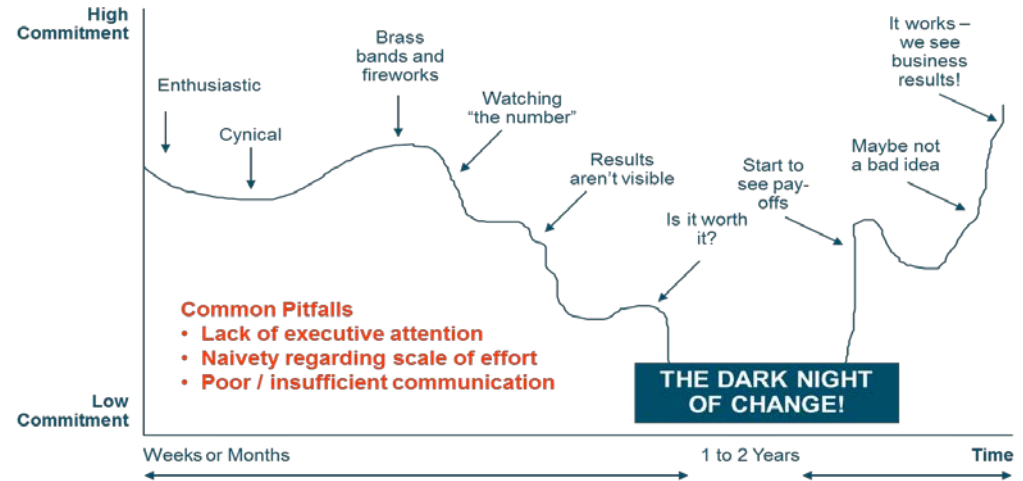 High
Commitment
Enthusiastic
Cynical
Brass
bands and
fireworks
Watching
“the number”
Results
aren’t visible
Is it worth
it?
Start to
see pay-
offs
Maybe not
a bad idea
It works –
we see
business
results!
Common Pitfalls
• Lack of executive attention
• Naivety regarding scale of effort
• Poor / insufficient communication
THE DARK NIGHT
OF CHANGE!
Low
Commitment
Weeks or Months
1 to 2 Years
Time